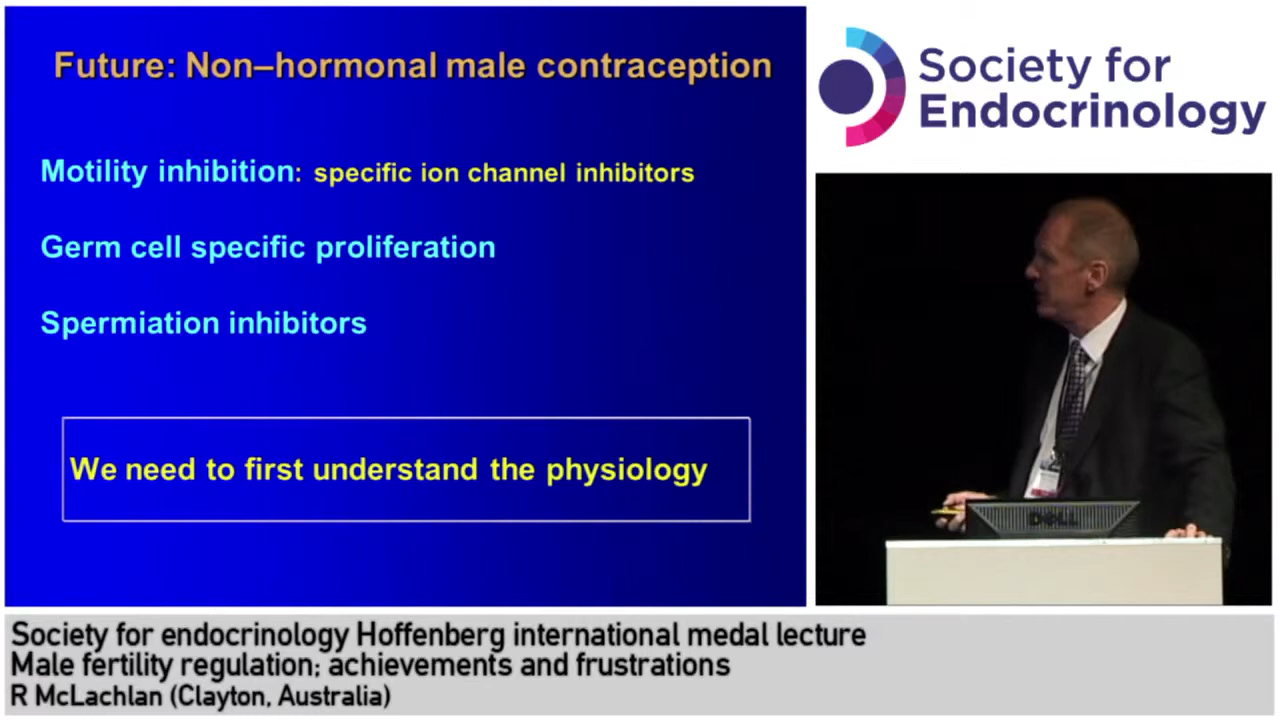 Future: Non–hormonal male contraception
Motility inhibition: specific ion channel inhibitors
Germ cell specific proliferation
Spermiation inhibitors
We need to first understand the physiology
Society for
Endocrinology
DELL
Society for endocrinology Hoffenberg international medal lecture
Male fertility regulation; achievements and frustrations
R McLachlan (Clayton, Australia)